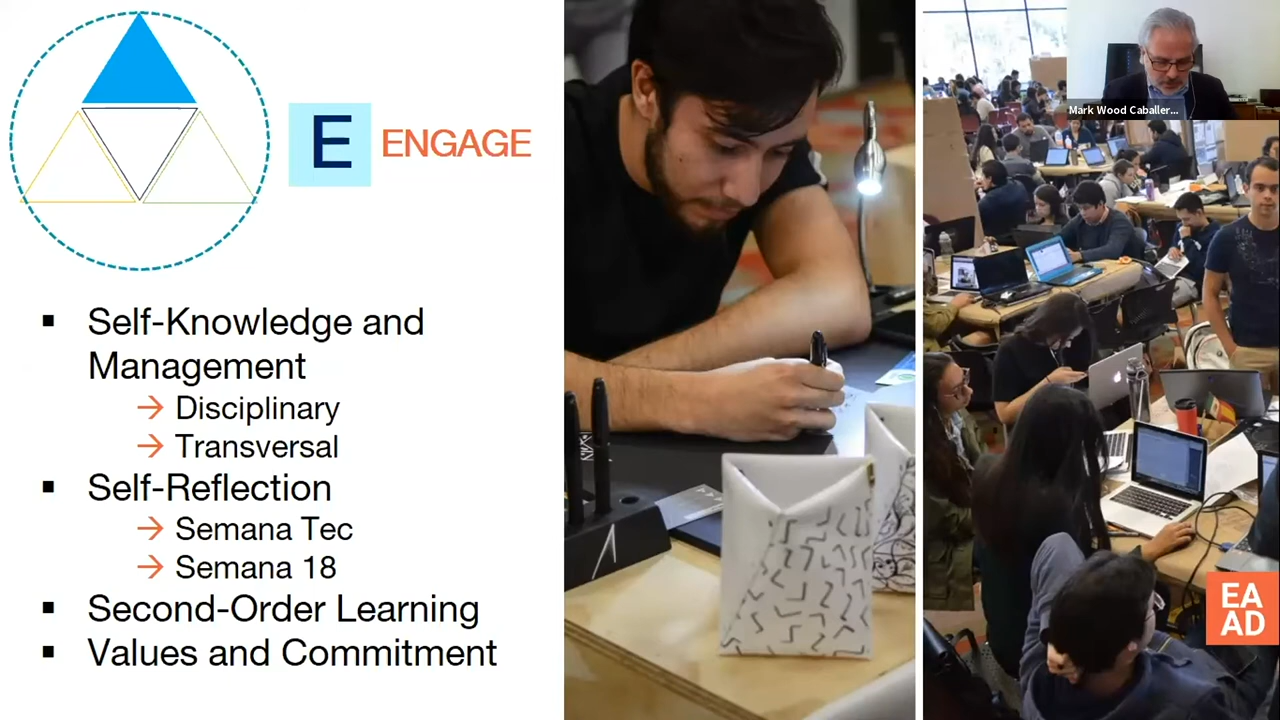 E ENGAGE
Self-Knowledge and
Management
→ Disciplinary
→ Transversal
Self-Reflection
→ Semana Tec
→ Semana 18
Second-Order Learning
Values and Commitment
Mark Wood Caballer...
EA
AD